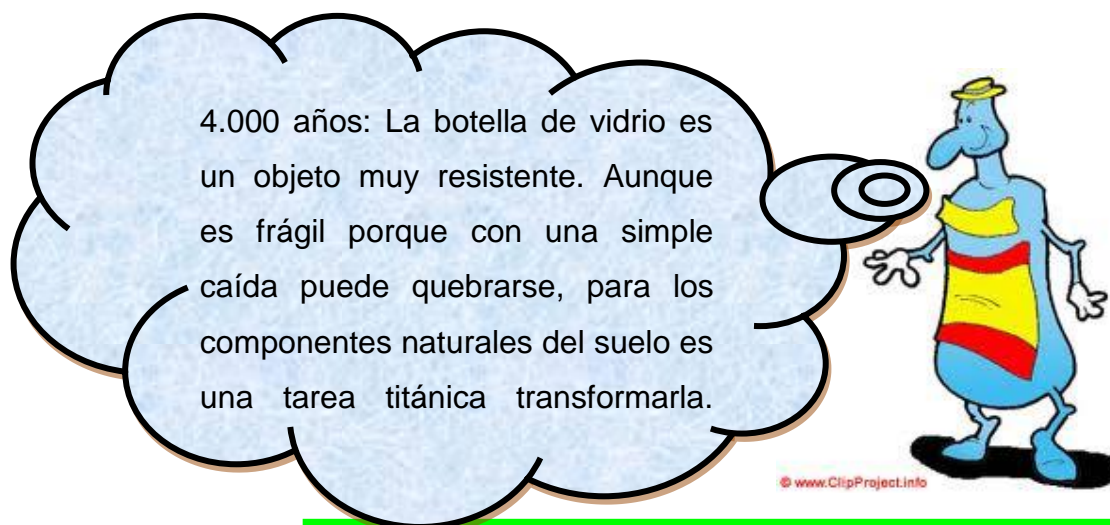 4.000 años: La botella de vidrio es
un objeto muy resistente. Aunque
es frágil porque con una simple
caída puede quebrarse, para los
componentes naturales del suelo es
una tarea titánica transformarla.
© www.ClipProject.info